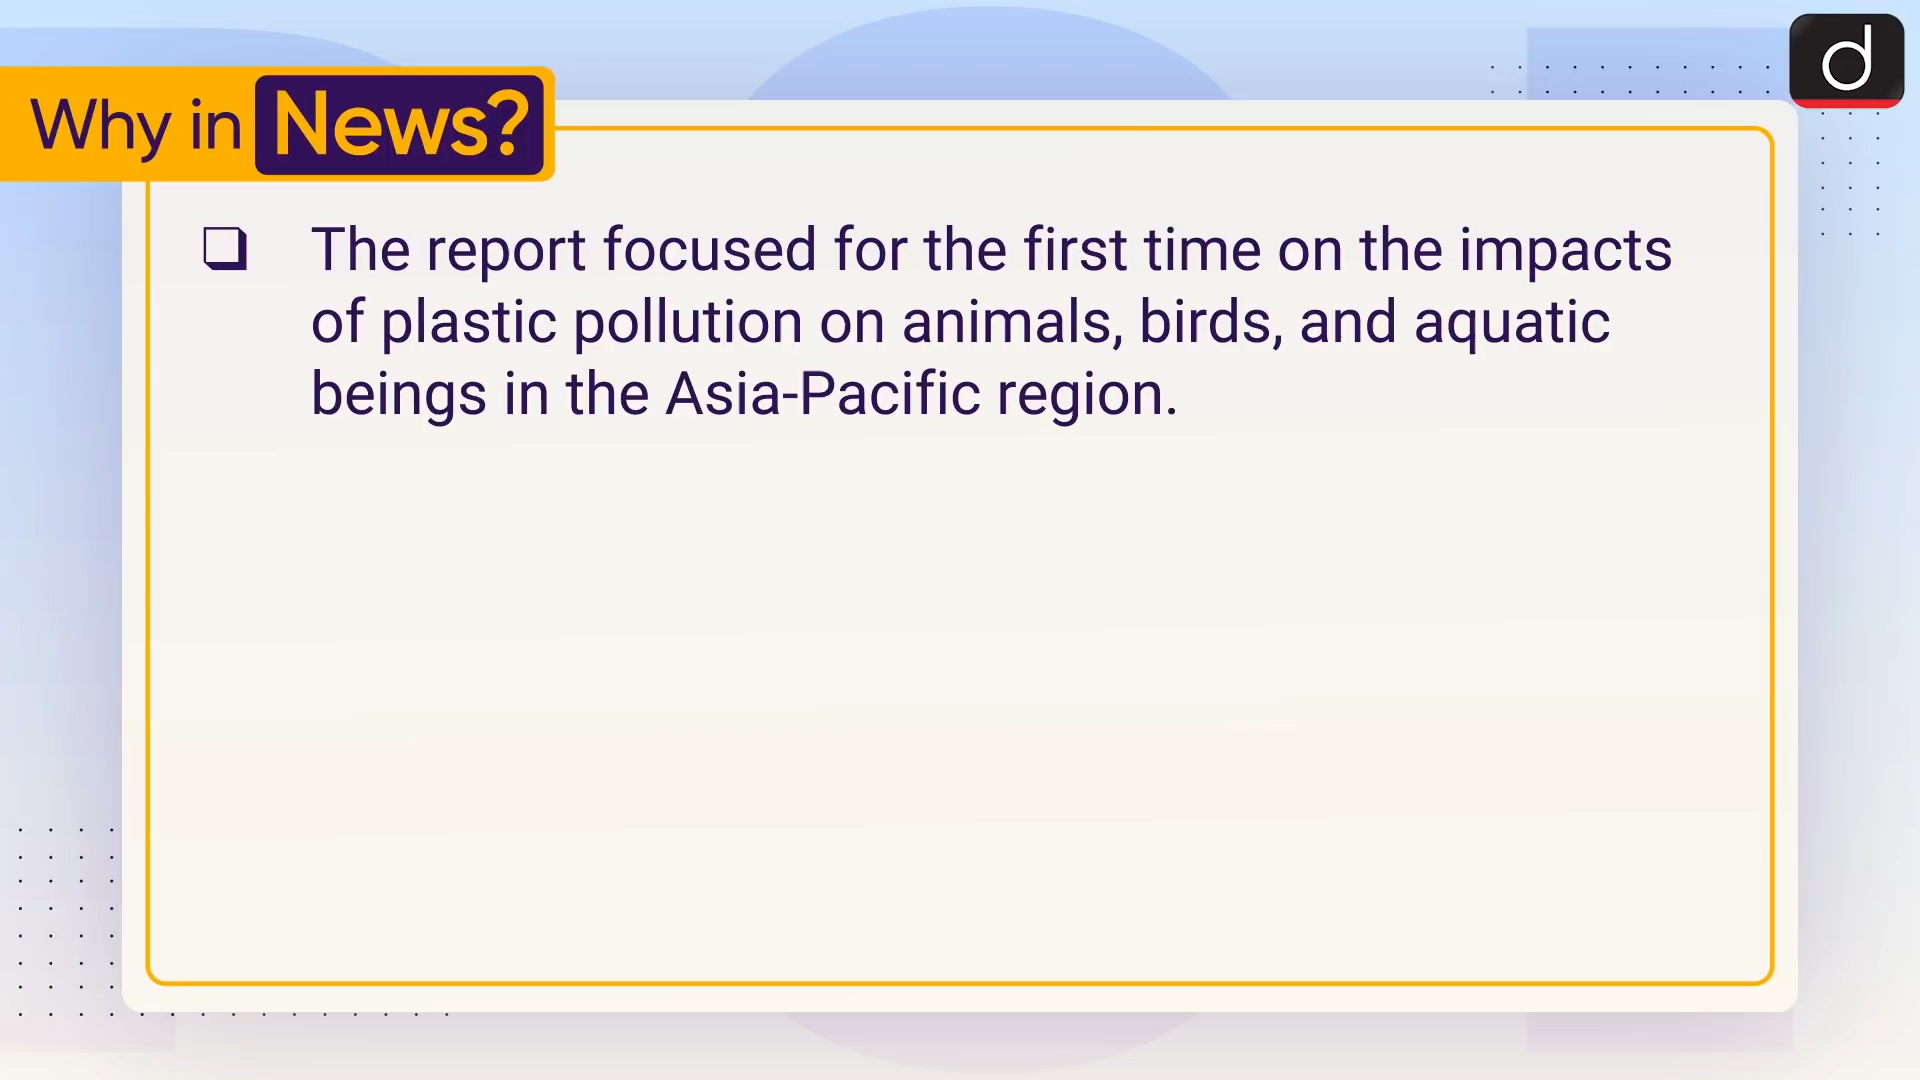 Why in News?
❑ The report focused for the first time on the impacts
of plastic pollution on animals, birds, and aquatic
beings in the Asia-Pacific region.
d